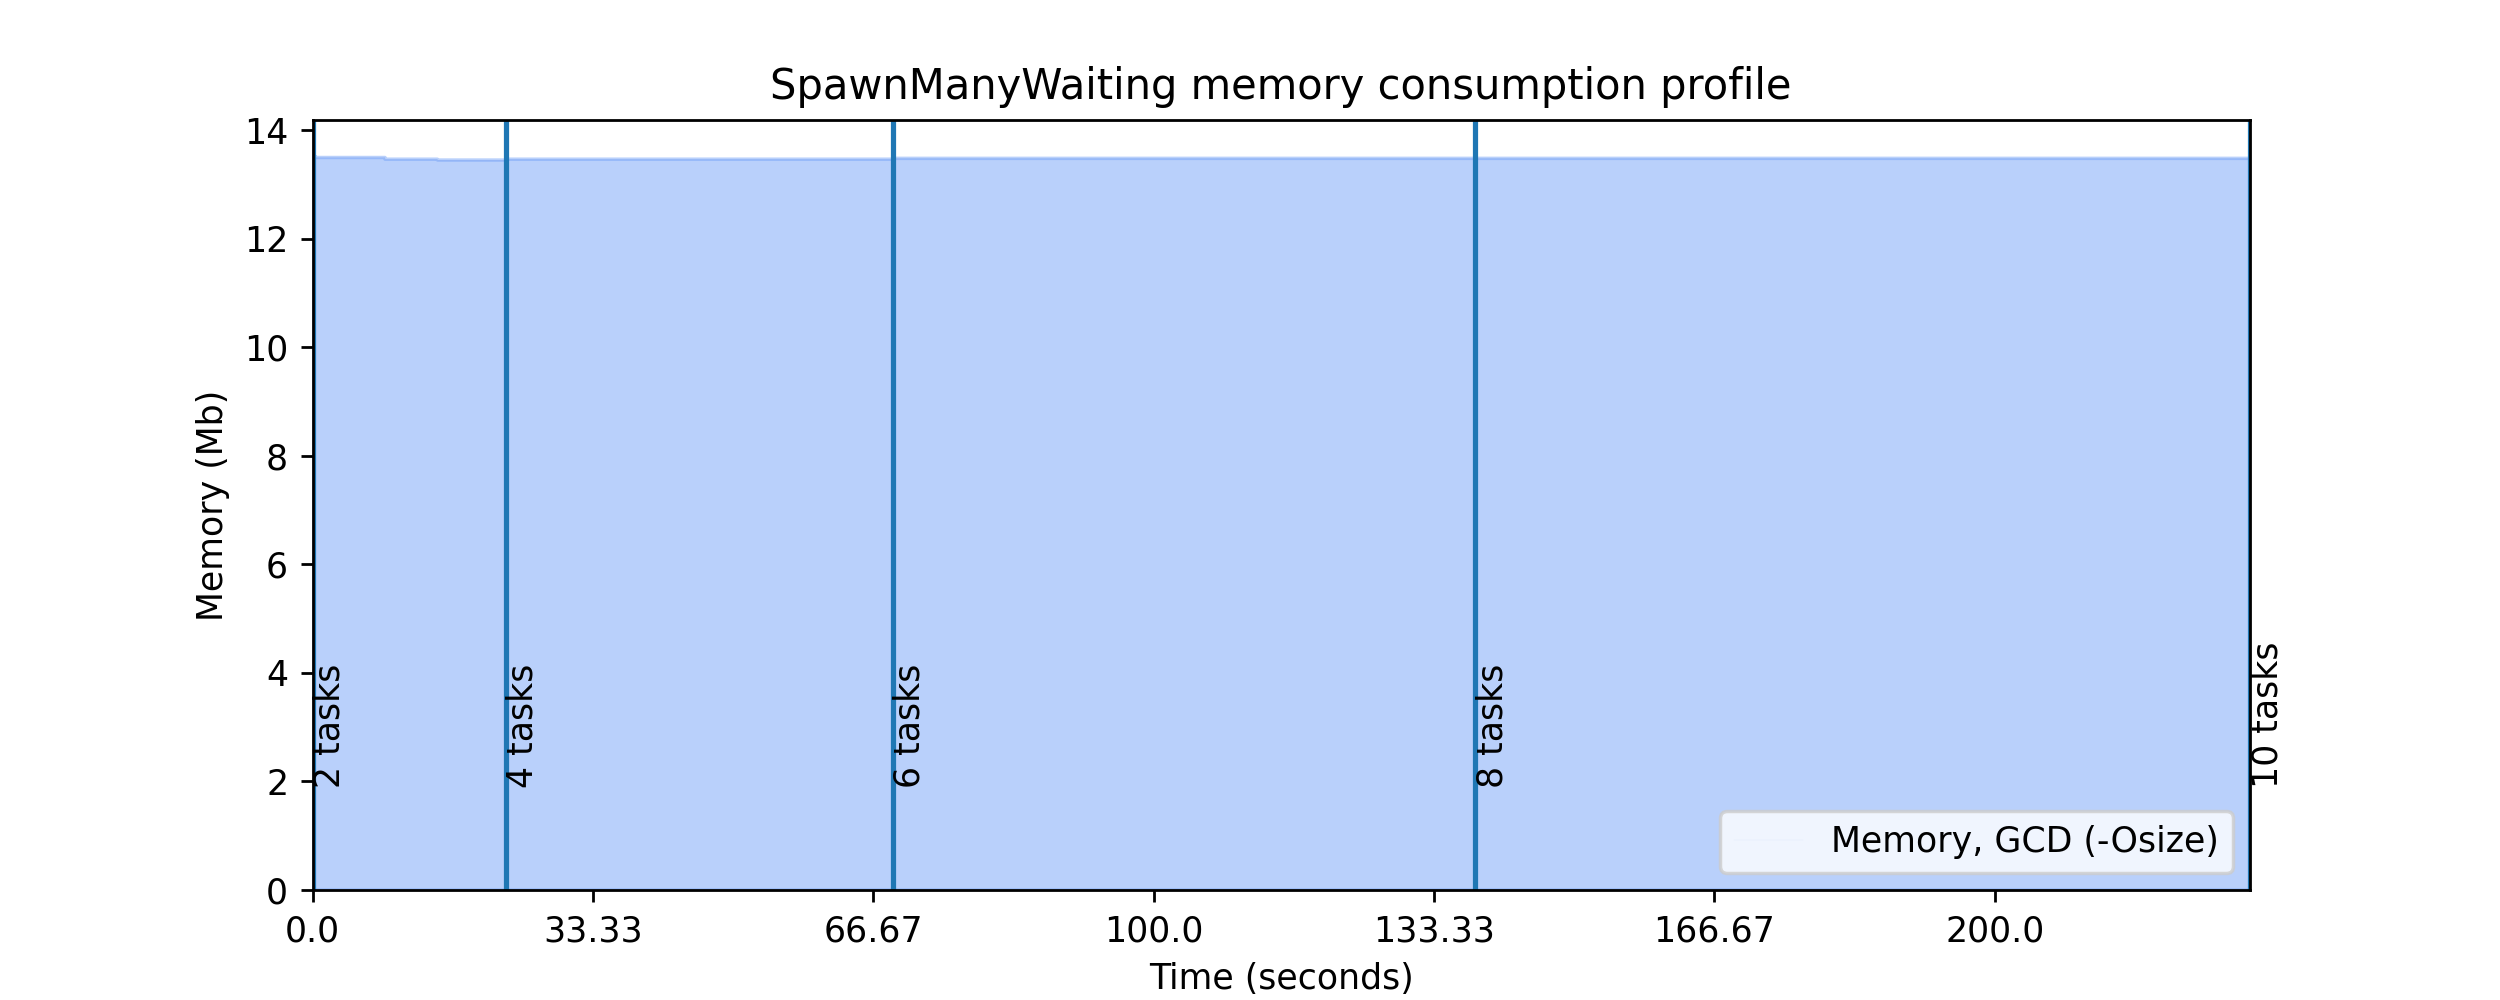 SpawnManyWaiting memory consumption profile
14
12
10
8
6
4
2
0
Memory (Mb)
2 tasks
4 tasks
6 tasks
8 tasks
10 tasks
Memory, GCD (-Osize)
0.0 33.33 66.67 100.0 133.33 166.67 200.0
Time (seconds)